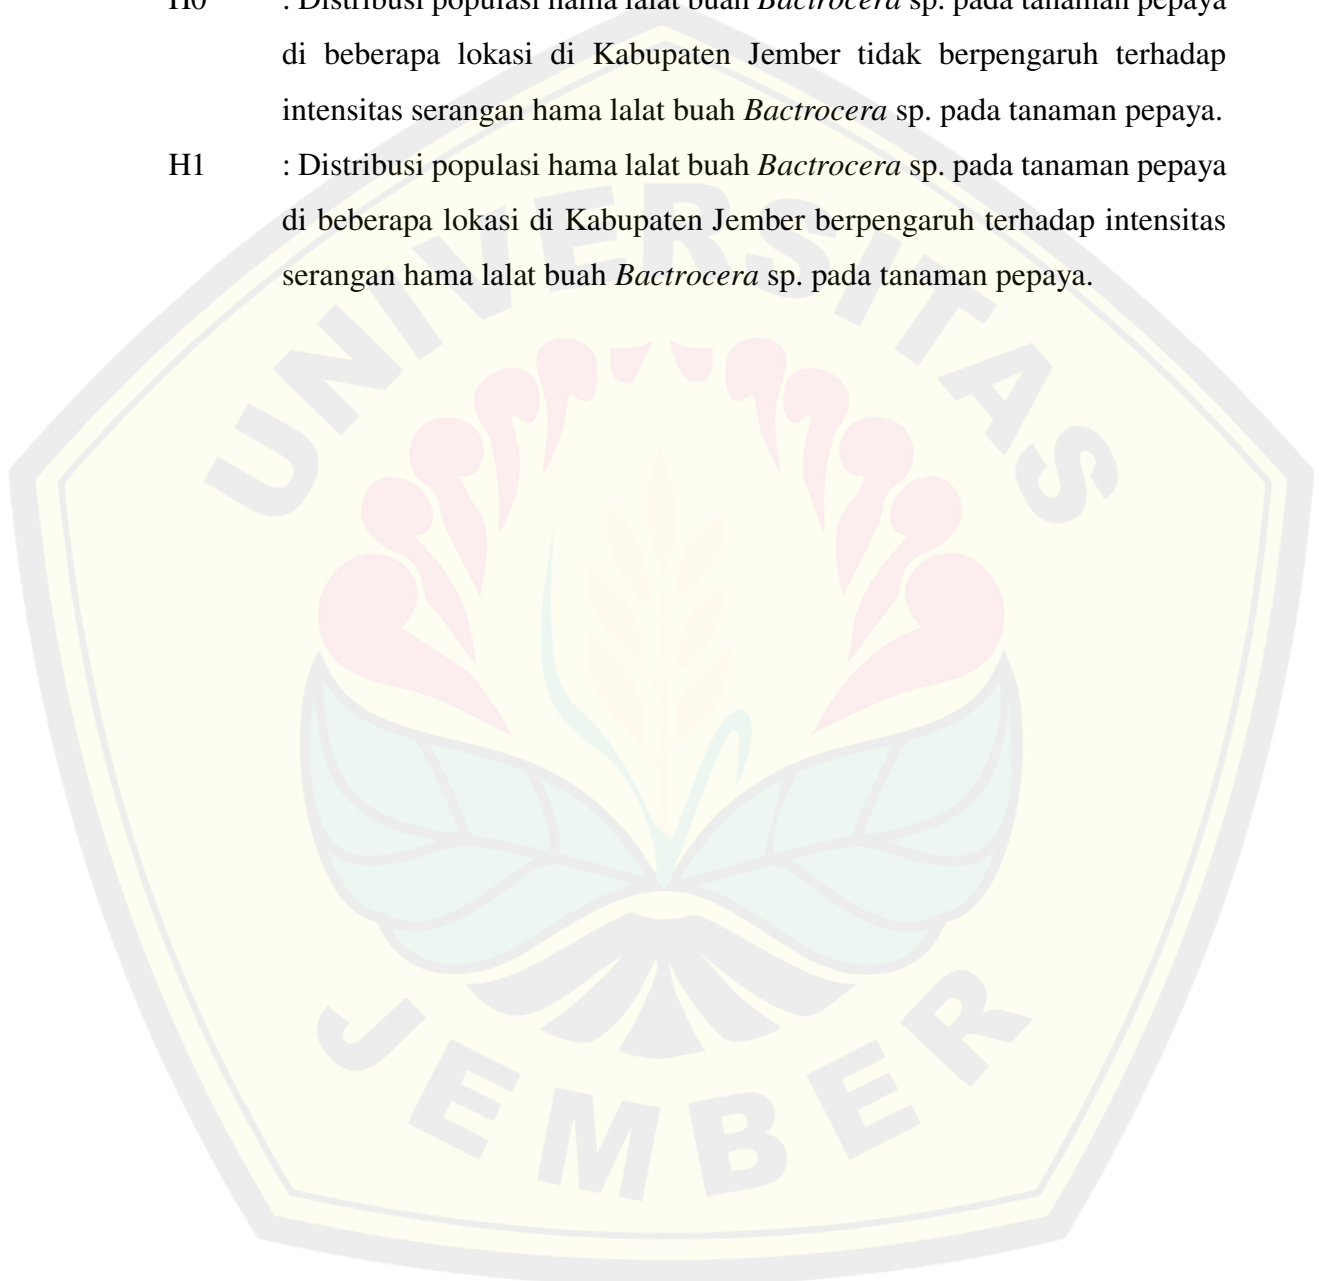 H0 : Distribusi populasi hama lalat buah Bactrocera sp. pada tanaman pepaya
di beberapa lokasi di Kabupaten Jember tidak berpengaruh terhadap
intensitas serangan hama lalat buah Bactrocera sp. pada tanaman pepaya.
H1 : Distribusi populasi hama lalat buah Bactrocera sp. pada tanaman pepaya
di beberapa lokasi di Kabupaten Jember berpengaruh terhadap intensitas
serangan hama lalat buah Bactrocera sp. pada tanaman pepaya.
UNIVERSITAS
JEMBER